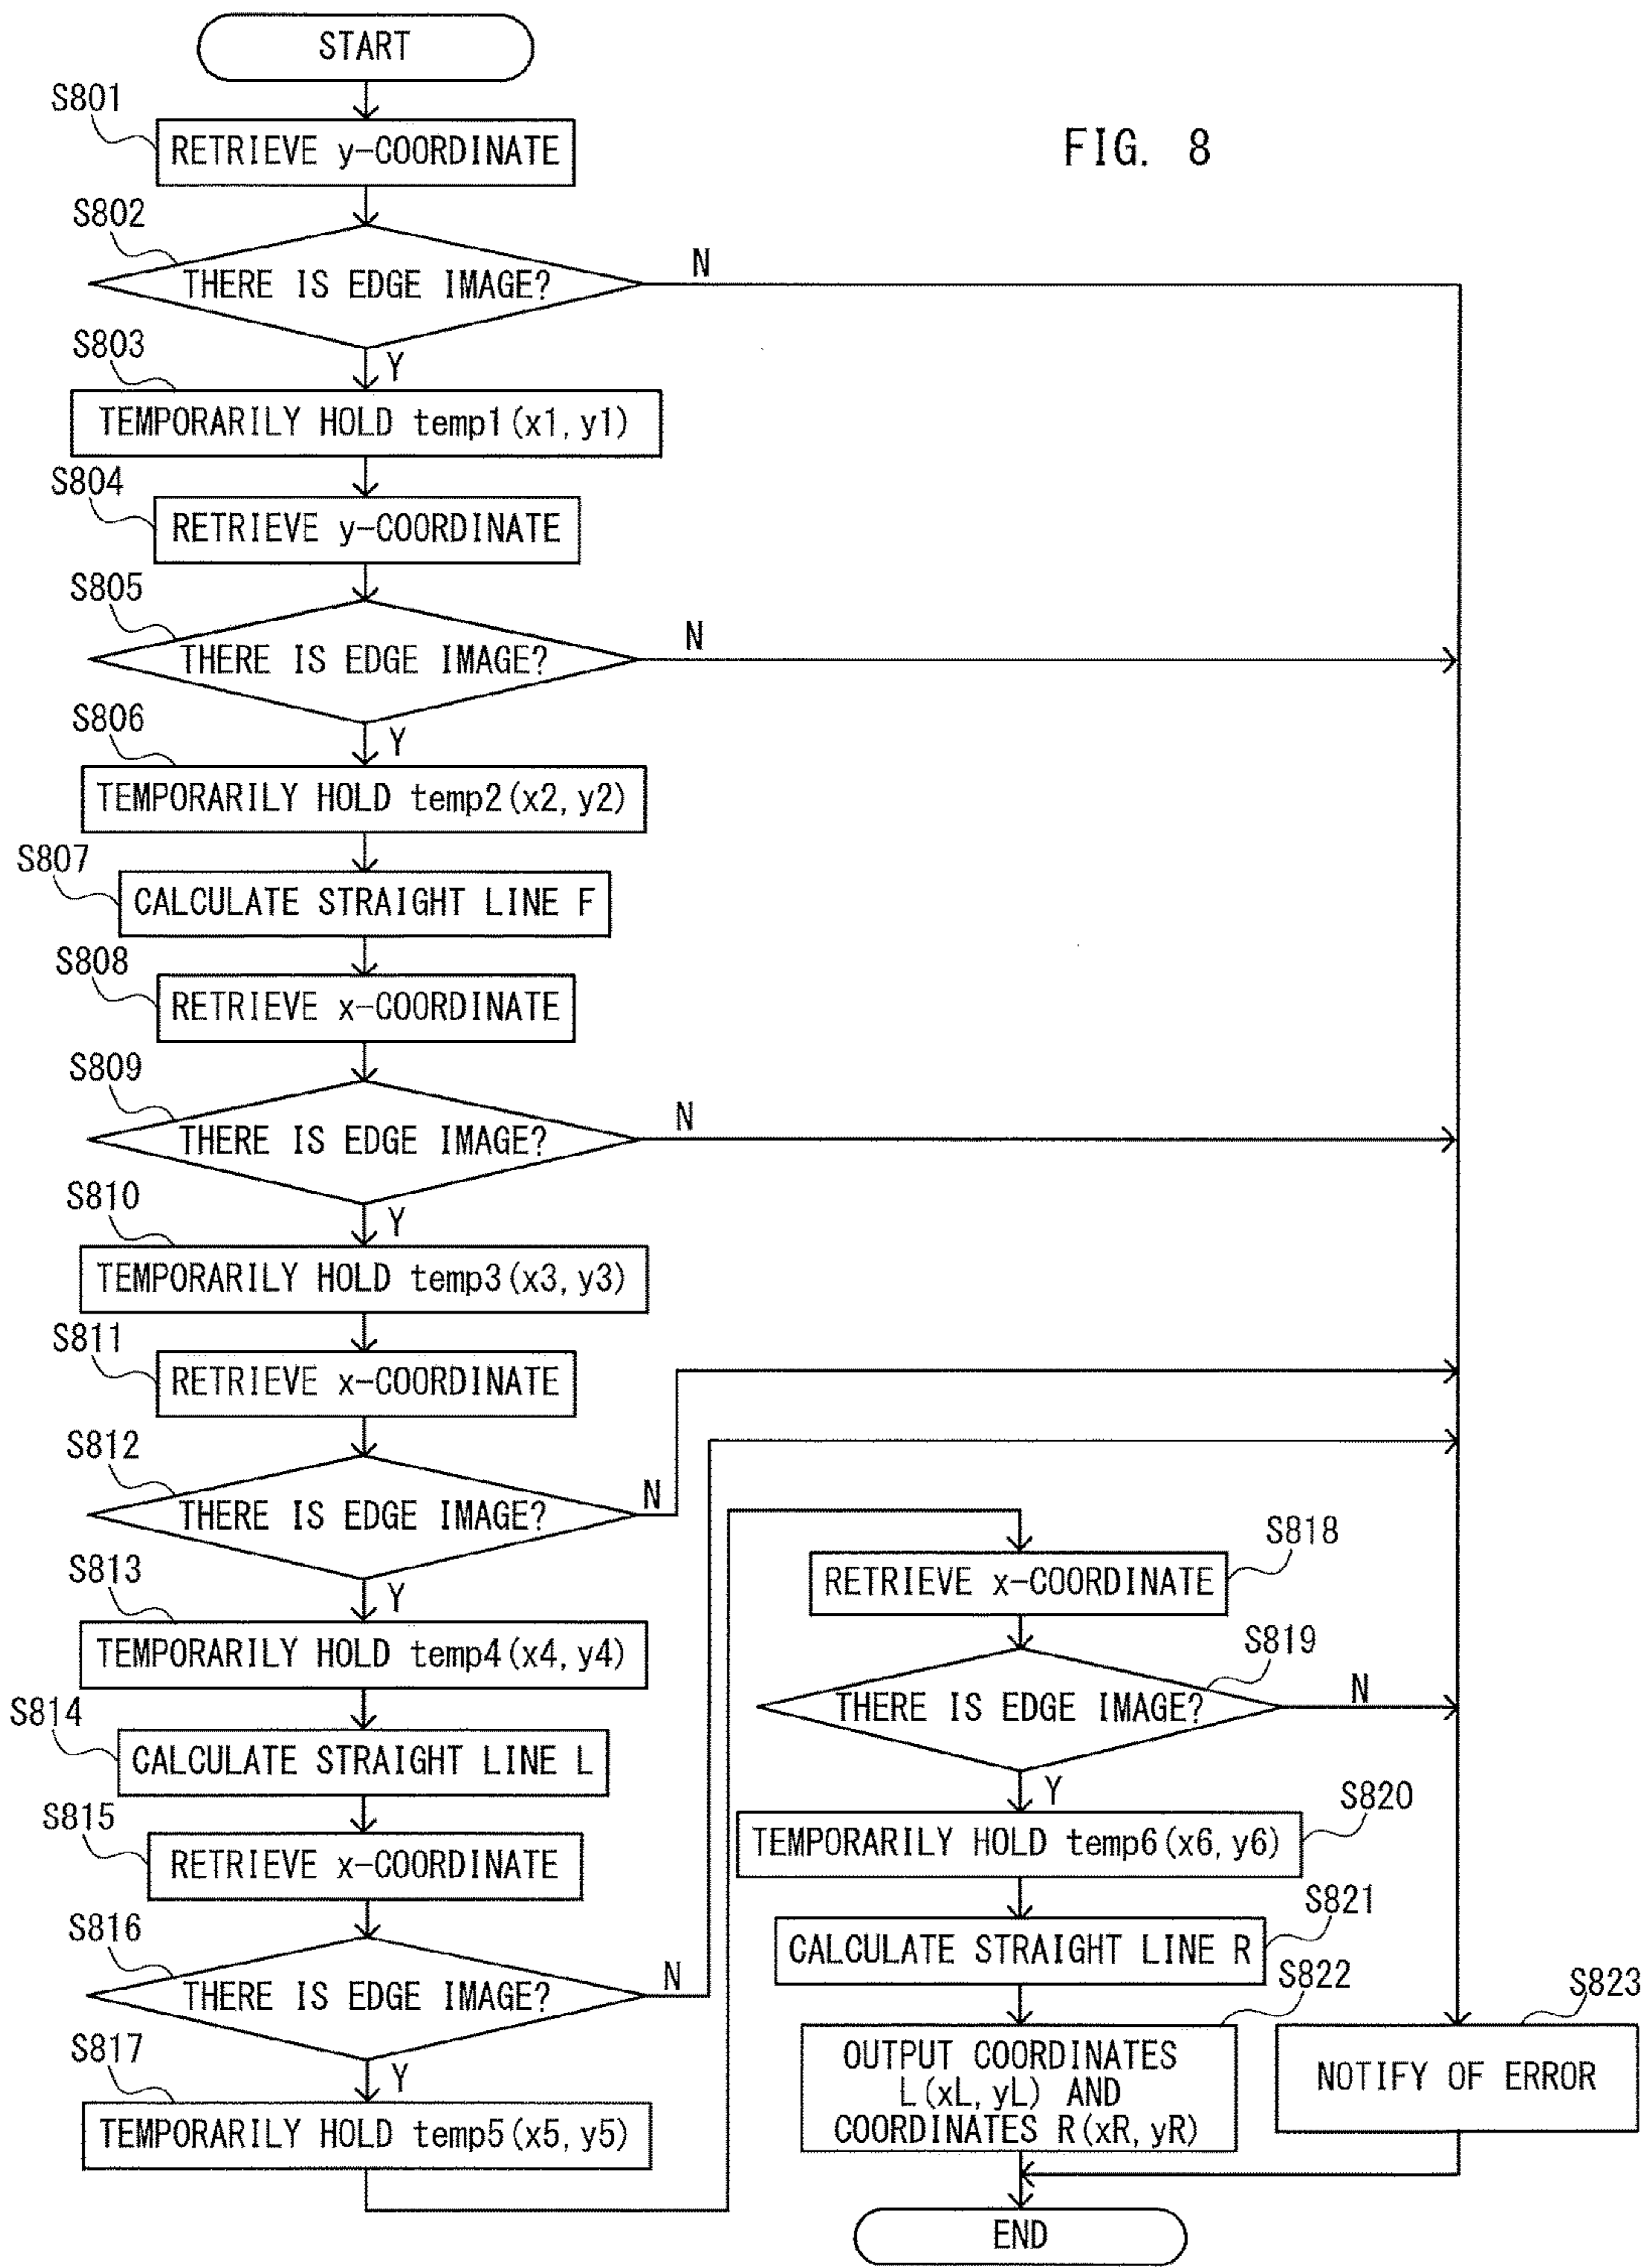 START
S801
RETRIEVE y-COORDINATE
FIG. 8
S802
THERE IS EDGE IMAGE?
N
Y
S803
TEMPORARILY HOLD temp1(x1, y1)
S804
RETRIEVE y-COORDINATE
S805
THERE IS EDGE IMAGE?
N
Y
S806
TEMPORARILY HOLD temp2(x2, y2)
S807
CALCULATE STRAIGHT LINE F
S808
RETRIEVE x-COORDINATE
S809
THERE IS EDGE IMAGE?
N
Y
S810
TEMPORARILY HOLD temp3(x3, y3)
S811
RETRIEVE x-COORDINATE
S812
THERE IS EDGE IMAGE?
N
Y
S813
TEMPORARILY HOLD temp4(x4, y4)
S814
CALCULATE STRAIGHT LINE L
S815
RETRIEVE x-COORDINATE
S816
THERE IS EDGE IMAGE?
N
Y
S817
TEMPORARILY HOLD temp5(x5, y5)
S818
RETRIEVE x-COORDINATE
S819
THERE IS EDGE IMAGE?
N
Y
S820
TEMPORARILY HOLD temp6(x6, y6)
S821
CALCULATE STRAIGHT LINE R
S822
OUTPUT COORDINATES
L(xL, yL) AND
COORDINATES R(xR, yR)
S823
NOTIFY OF ERROR
END